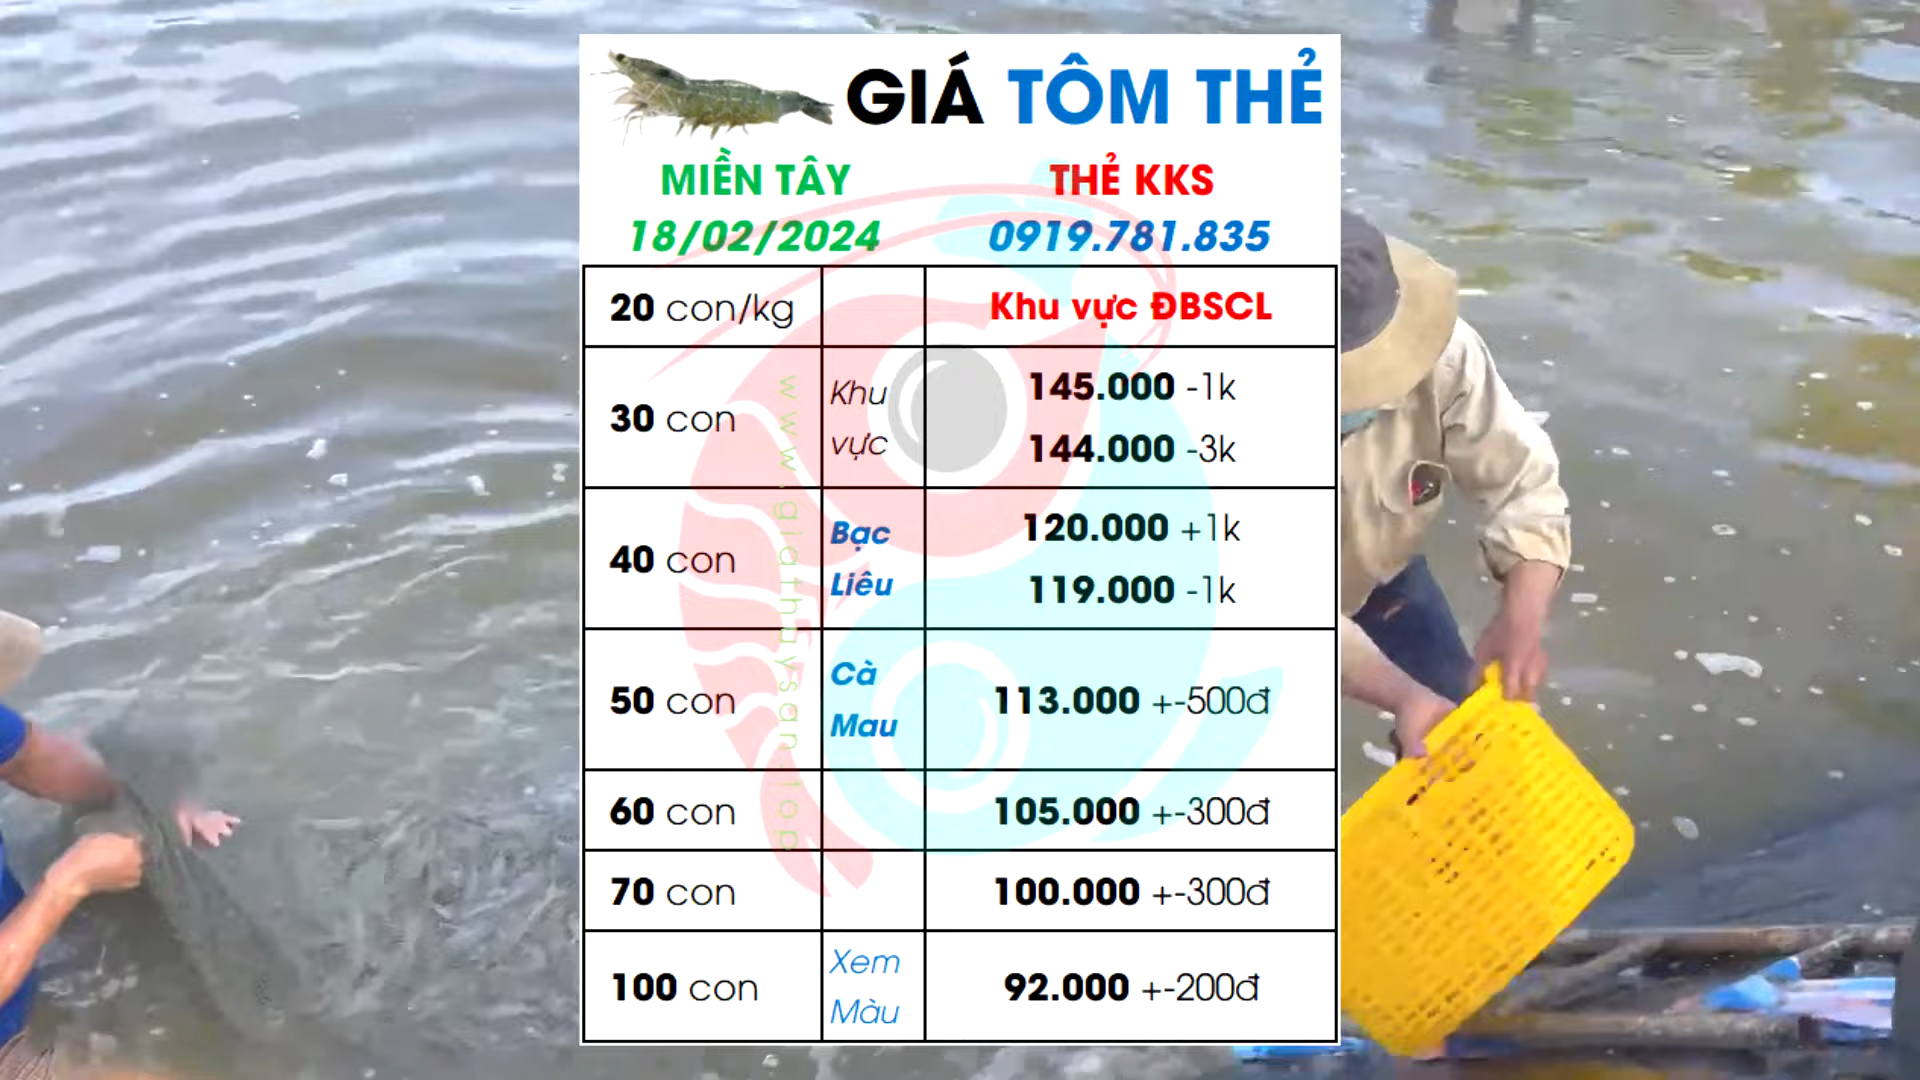 GIÁ TÔM THẺ
MIỀN TÂY
THẺ KKS
18/02/2024
0919.781.835
20 con/kg
Khu vực ĐBSCL
30 con
Khu
vực
145.000 -1k
144.000 -3k
40 con
Bạc
Liêu
120.000 +1k
119.000 -1k
50 con
Cà
Mau
113.000 +-500đ
60 con
105.000 +-300đ
70 con
100.000 +-300đ
100 con
Xem
Màu
92.000 +-200đ
www.giathuysan.top